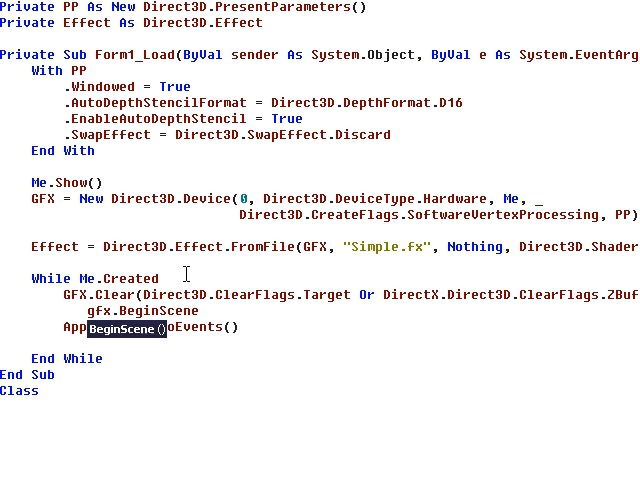 Private PP As New Direct3D.PresentParameters()
Private Effect As Direct3D.Effect
Private Sub Form1_Load(ByVal sender As System.Object, ByVal e As System.EventArg
With PP
.Windowed = True
.AutoDepthStencilFormat = Direct3D.DepthFormat.D16
.EnableAutoDepthStencil = True
.SwapEffect = Direct3D.SwapEffect.Discard
End With
Me.Show()
GFX = New Direct3D.Device(0, Direct3D.DeviceType.Hardware, Me, _
Direct3D.CreateFlags.SoftwareVertexProcessing, PP)
Effect = Direct3D.Effect.FromFile(GFX, "Simple.fx", Nothing, Direct3D.Shader
While Me.Created
GFX.Clear(Direct3D.ClearFlags.Target Or DirectX.Direct3D.ClearFlags.ZBuf
gfx.BeginScene
App BeginScene () oEvents()
End While
End Sub
Class